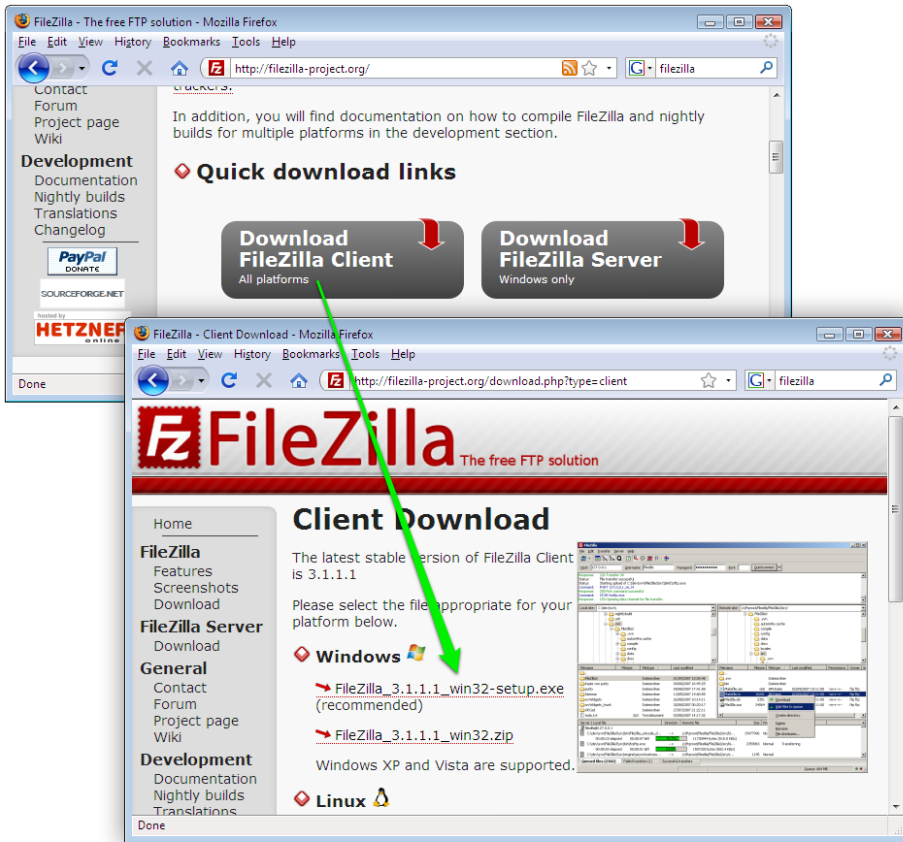 FileZilla - The free FTP solution - Mozilla Firefox
File Edit View History Bookmarks Tools Help
http://filezilla-project.org/
filezilla
Contact
Forum
Project page
Wiki
Development
Documentation
Nightly builds
Translations
Changelog
PayPal
DONATE
SOURCEFORGE.NET
hosted by
HETZNER
online
Done
trackers.
In addition, you will find documentation on how to compile FileZilla and nightly
builds for multiple platforms in the development section.
Quick download links
Download
FileZilla Client
All platforms
Download
FileZilla Server
Windows only
FileZilla - Client Download - Mozilla Firefox
File Edit View History Bookmarks Tools Help
http://filezilla-project.org/download.php?type=client
filezilla
Fz FileZilla The free FTP solution
Home
FileZilla
Features
Screenshots
Download
FileZilla Server
Download
General
Contact
Forum
Project page
Wiki
Development
Documentation
Nightly builds
Translations
Client Download
The latest stable version of FileZilla Client
is 3.1.1.1
Please select the file appropriate for your
platform below.
Windows
FileZilla_3.1.1.1_win32-setup.exe
(recommended)
FileZilla_3.1.1.1_win32.zip
Windows XP and Vista are supported.
Linux
Done